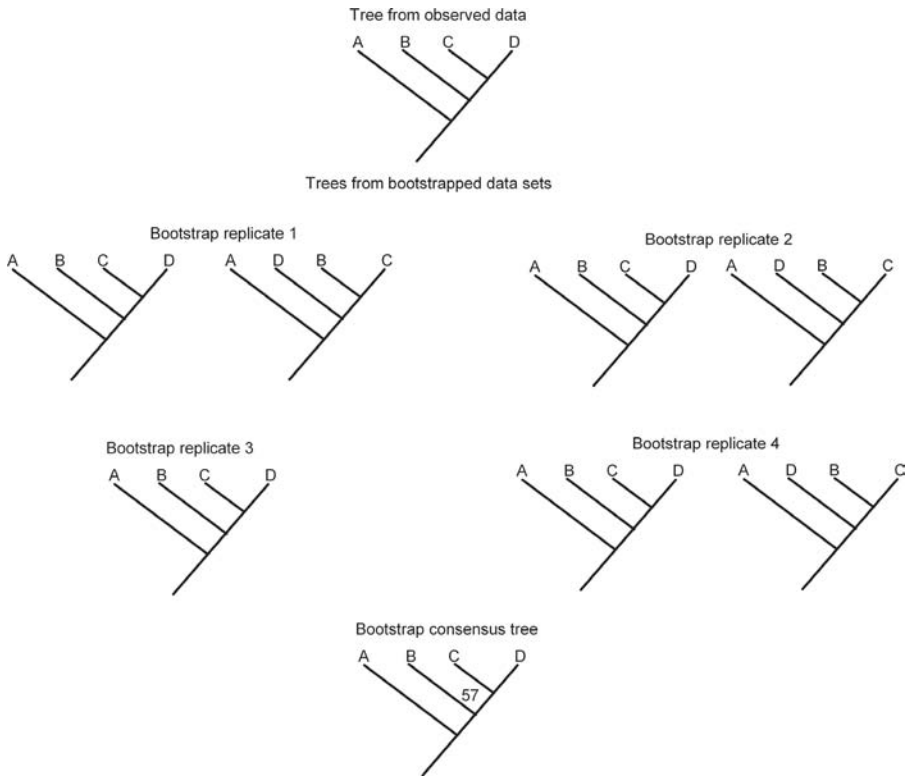 Tree from observed data
A B C D
Trees from bootstrapped data sets
Bootstrap replicate 1
A B C D A D B C
Bootstrap replicate 2
A B C D A D B C
Bootstrap replicate 3
A B C D
Bootstrap replicate 4
A B C D A D B C
Bootstrap consensus tree
A B C D
57